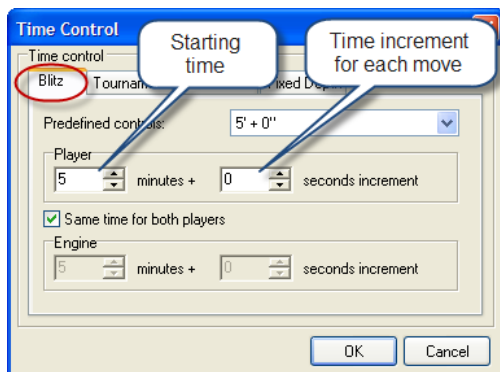 Time Control
Starting
time
Time increment
for each move
Time control
Blitz
Fixed
Predefined controls:
5' + 0''
Player
5 minutes + 0 seconds increment
Same time for both players
Engine
5 minutes + 0 seconds increment
OK Cancel